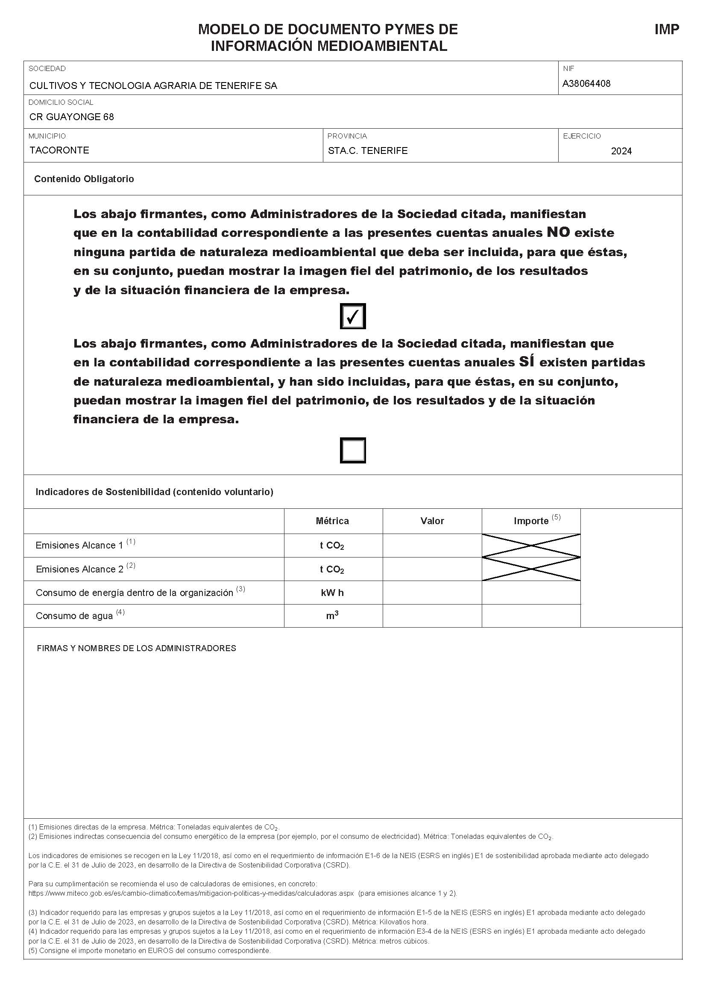 MODELO DE DOCUMENTO PYMES DE
INFORMACIÓN MEDIOAMBIENTAL
IMP
SOCIEDAD
CULTIVOS Y TECNOLOGIA AGRARIA DE TENERIFE SA
NIF
A38064408
DOMICILIO SOCIAL
CR GUAYONGE 68
MUNICIPIO
TACORONTE
PROVINCIA
STA.C. TENERIFE
EJERCICIO
2024
Contenido Obligatorio
Los abajo firmantes, como Administradores de la Sociedad citada, manifiestan
que en la contabilidad correspondiente a las presentes cuentas anuales NO existe
ninguna partida de naturaleza medioambiental que deba ser incluida, para que éstas,
en su conjunto, puedan mostrar la imagen fiel del patrimonio, de los resultados
y de la situación financiera de la empresa.
✓
Los abajo firmantes, como Administradores de la Sociedad citada, manifiestan que
en la contabilidad correspondiente a las presentes cuentas anuales SÍ existen partidas
de naturaleza medioambiental, y han sido incluidas, para que éstas, en su conjunto,
puedan mostrar la imagen fiel del patrimonio, de los resultados y de la situación
financiera de la empresa.
Indicadores de Sostenibilidad (contenido voluntario)
Métrica Valor Importe (5)
Emisiones Alcance 1 (1) t CO₂
Emisiones Alcance 2 (2) t CO₂
Consumo de energía dentro de la organización (3) kW h
Consumo de agua (4) m³
FIRMAS Y NOMBRES DE LOS ADMINISTRADORES
(1) Emisiones directas de la empresa. Métrica: Toneladas equivalentes de CO₂.
(2) Emisiones indirectas consecuencia del consumo energético de la empresa (por ejemplo, por el consumo de electricidad). Métrica: Toneladas equivalentes de CO₂.
Los indicadores de emisiones se recogen en la Ley 11/2018, así como en el requerimiento de información E1-6 de la NEIS (ESRS en inglés) E1 de sostenibilidad aprobada mediante acto delegado
por la C.E. el 31 de Julio de 2023, en desarrollo de la Directiva de Sostenibilidad Corporativa (CSRD).
Para su cumplimentación se recomienda el uso de calculadoras de emisiones, en concreto:
https://www.miteco.gob.es/es/cambio-climatico/temas/mitigacion-politicas-y-medidas/calculadoras.aspx (para emisiones alcance 1 y 2).
(3) Indicador requerido para las empresas y grupos sujetos a la Ley 11/2018, así como en el requerimiento de información E1-5 de la NEIS (ESRS en inglés) E1 aprobada mediante acto delegado
por la C.E. el 31 de Julio de 2023, en desarrollo de la Directiva de Sostenibilidad Corporativa (CSRD). Métrica: Kilovatios hora.
(4) Indicador requerido para las empresas y grupos sujetos a la Ley 11/2018, así como en el requerimiento de información E3-4 de la NEIS (ESRS en inglés) E1 aprobada mediante acto delegado
por la C.E. el 31 de Julio de 2023, en desarrollo de la Directiva de Sostenibilidad Corporativa (CSRD). Métrica: metros cúbicos.
(5) Consigne el importe monetario en EUROS del consumo correspondiente.